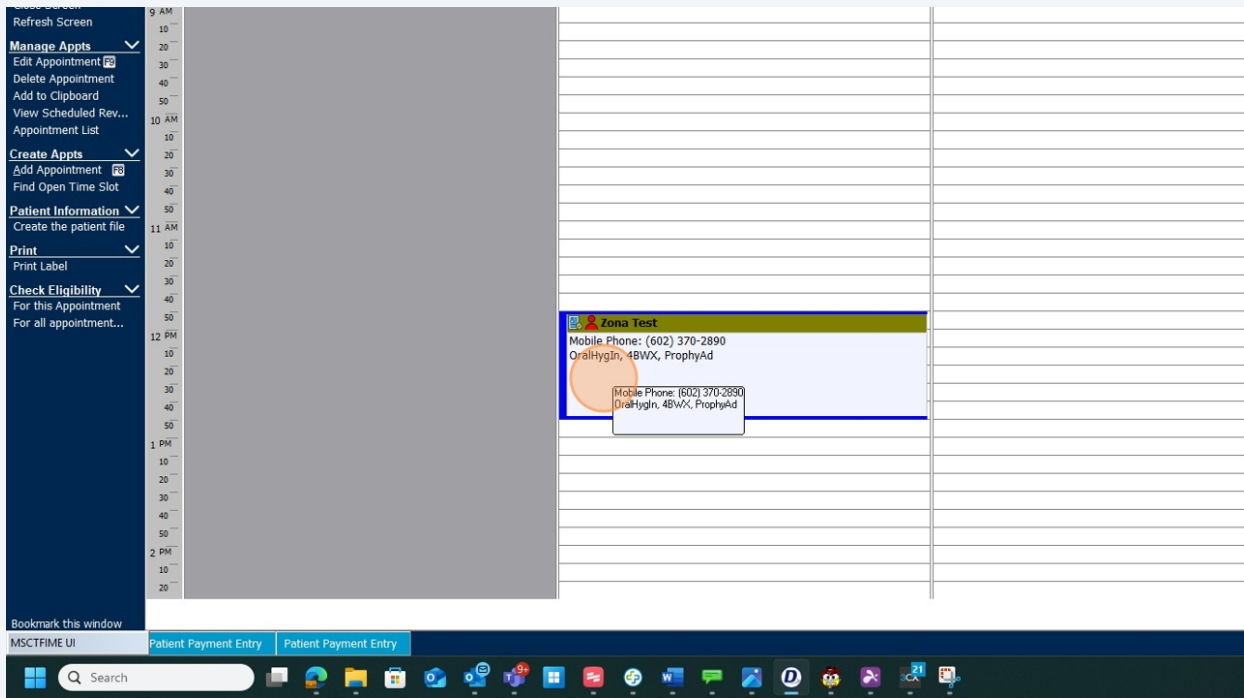 Refresh Screen
Manage Appts
Edit Appointment F9
Delete Appointment
Add to Clipboard
View Scheduled Rev...
Appointment List
Create Appts
Add Appointment F8
Find Open Time Slot
Patient Information
Create the patient file
Print
Print Label
Check Eligibility
For this Appointment
For all appointment...
Bookmark this window
9 AM
10
20
30
40
50
10 AM
10
20
30
40
50
11 AM
10
20
30
40
50
12 PM
10
20
30
40
50
1 PM
10
20
30
40
50
2 PM
10
20
Zona Test
Mobile Phone: (602) 370-2890
OralHygIn, 4BWX, ProphyAd
Mobile Phone: (602) 370-2890
OralHygIn, 4BWX, ProphyAd
MSCTFIME UI
Patient Payment Entry
Patient Payment Entry
Search
9+
21